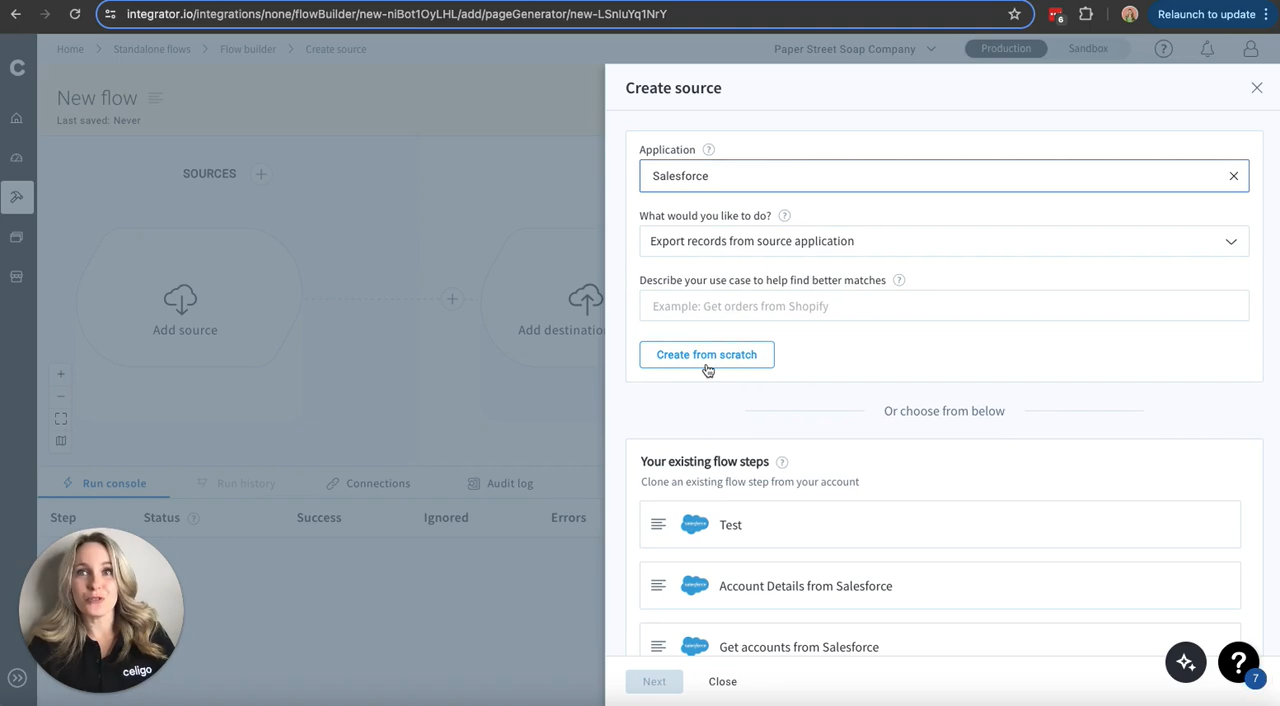 integrator.io/integrations/none/flowBuilder/new-niBot1OyLHL/add/pageGenerator/new-LSnIuYq1NrY
6
Relaunch to update
Home
Standalone flows
Flow builder
Create source
Paper Street Soap Company
Production
Sandbox
C
New flow
Last saved: Never
SOURCES
Add source
Add destination
Run console
Run history
Connections
Audit log
Step
Status
Success
Ignored
Errors
celigo
Create source
Application
Salesforce
What would you like to do?
Export records from source application
Describe your use case to help find better matches
Example: Get orders from Shopify
Create from scratch
Or choose from below
Your existing flow steps
Clone an existing flow step from your account
Test
Account Details from Salesforce
Get accounts from Salesforce
Next
Close
?
7